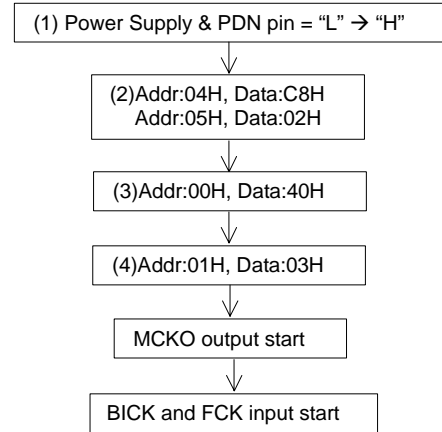 (1) Power Supply & PDN pin = “L” → “H”
(2)Addr:04H, Data:C8H
Addr:05H, Data:02H
(3)Addr:00H, Data:40H
(4)Addr:01H, Data:03H
MCKO output start
BICK and FCK input start